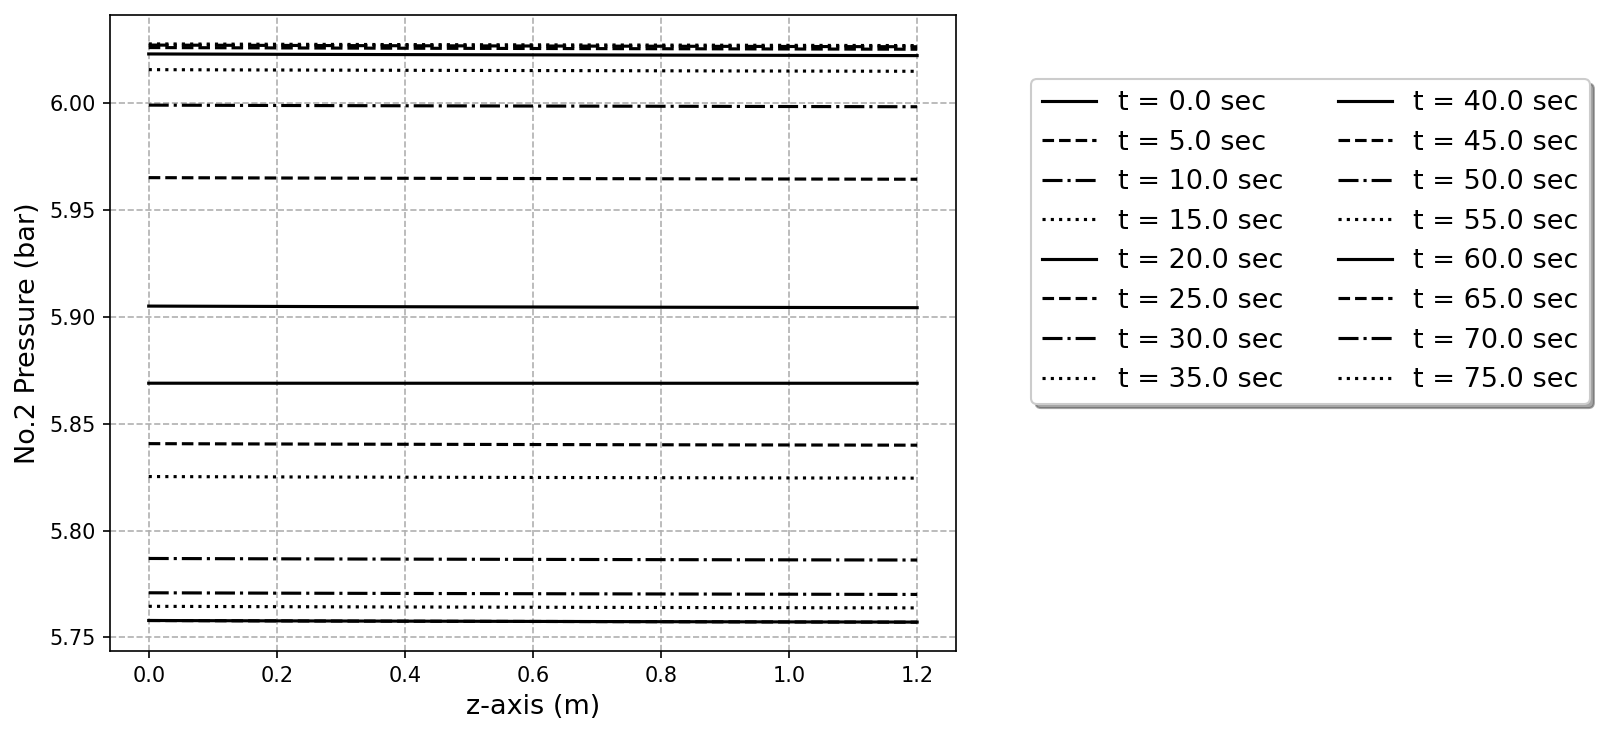 6.00
5.95
5.90
5.85
5.80
5.75
No.2 Pressure (bar)
0.0 0.2 0.4 0.6 0.8 1.0 1.2
z-axis (m)
t = 0.0 sec
t = 5.0 sec
t = 10.0 sec
t = 15.0 sec
t = 20.0 sec
t = 25.0 sec
t = 30.0 sec
t = 35.0 sec
t = 40.0 sec
t = 45.0 sec
t = 50.0 sec
t = 55.0 sec
t = 60.0 sec
t = 65.0 sec
t = 70.0 sec
t = 75.0 sec